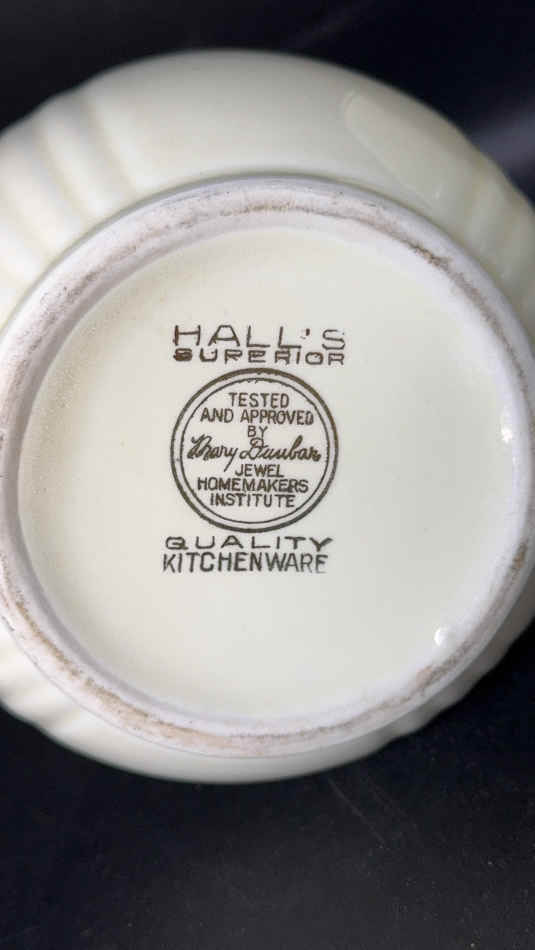 HALL'S
SUPERIOR
TESTED
AND APPROVED
BY
Mary Dunbar
JEWEL
HOMEMAKERS
INSTITUTE
QUALITY
KITCHENWARE